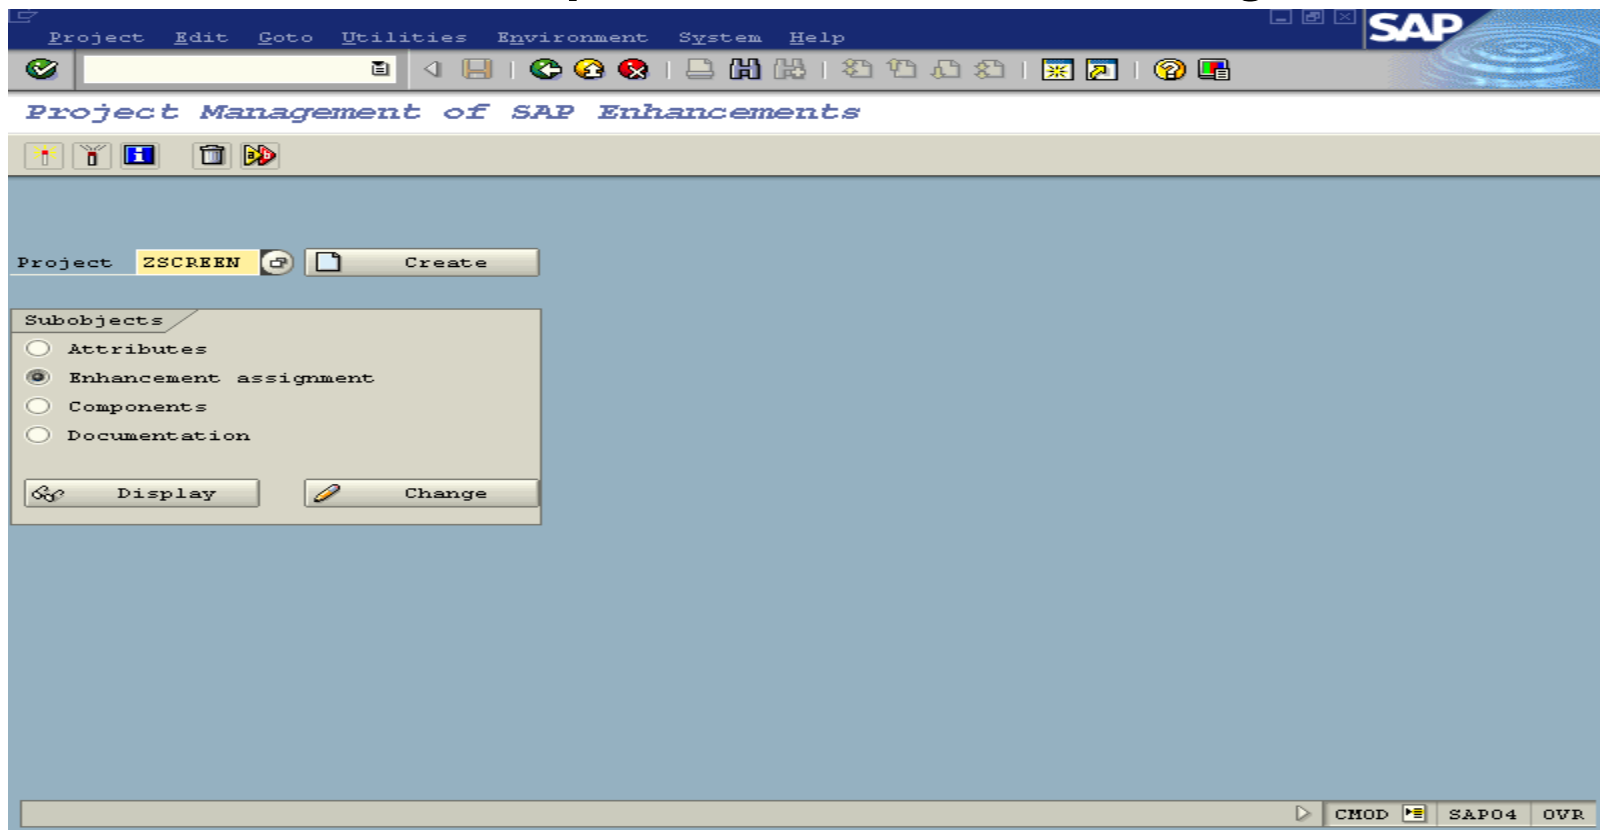 Project Edit Goto Utilities Environment System Help
SAP
Project Management of SAP Enhancements
Project ZSCREEN Create
Subobjects
Attributes
Enhancement assignment
Components
Documentation
Display Change
CMOD SAP04 OVR